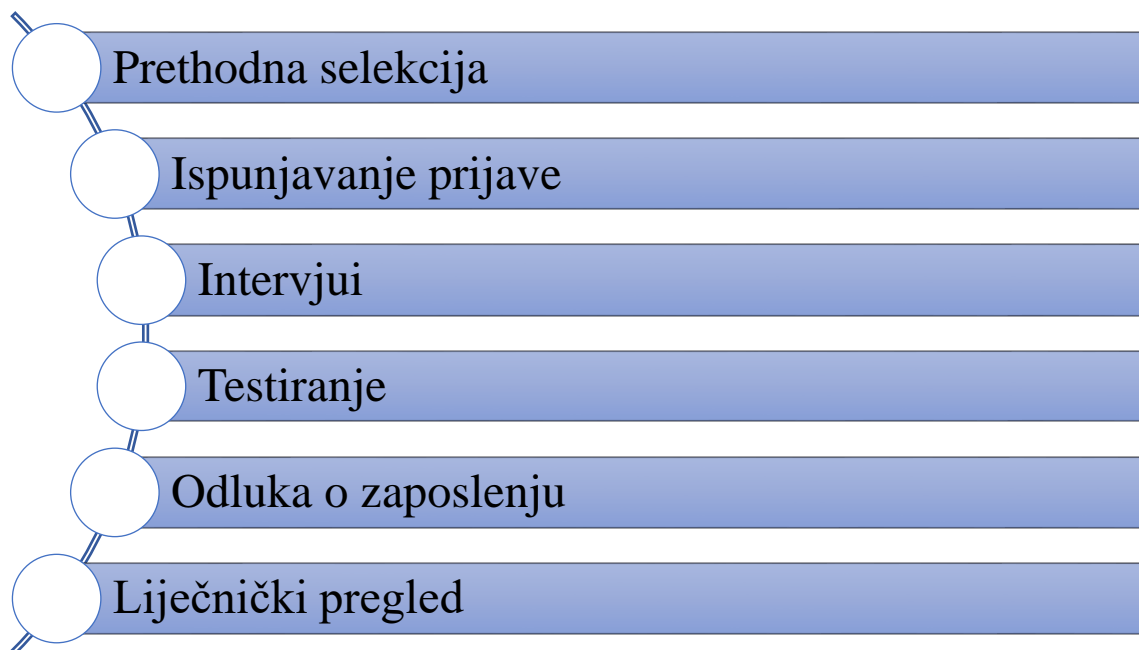 Prethodna selekcija
Ispunjavanje prijave
Intervjui
Testiranje
Odluka o zaposlenju
Liječnički pregled